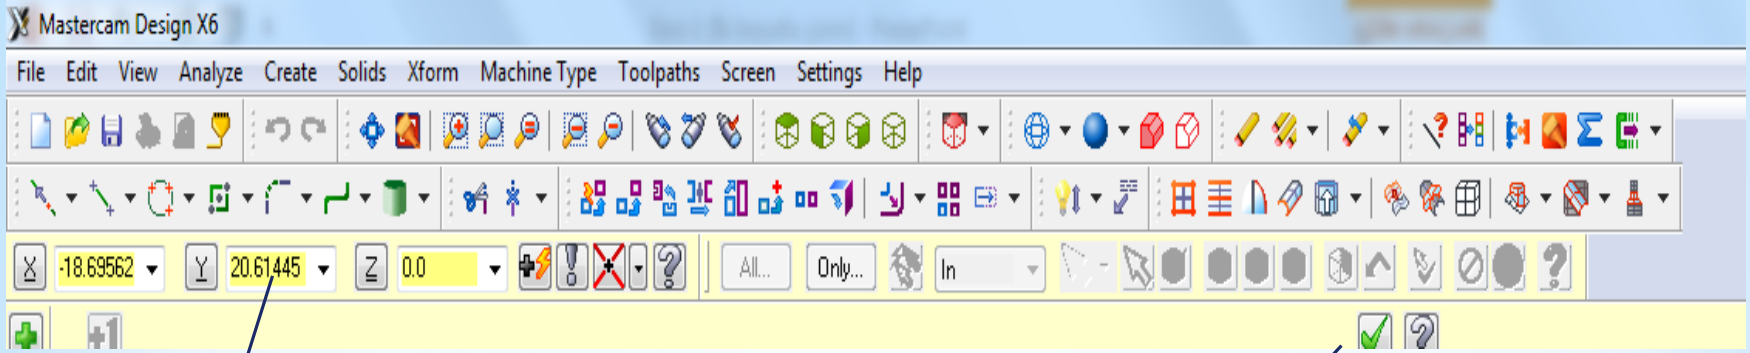 Mastercam Design X6
File Edit View Analyze Create Solids Xform Machine Type Toolpaths Screen Settings Help
X -18.69562 Y 20.61445 Z 0.0 All... Only... In
+1